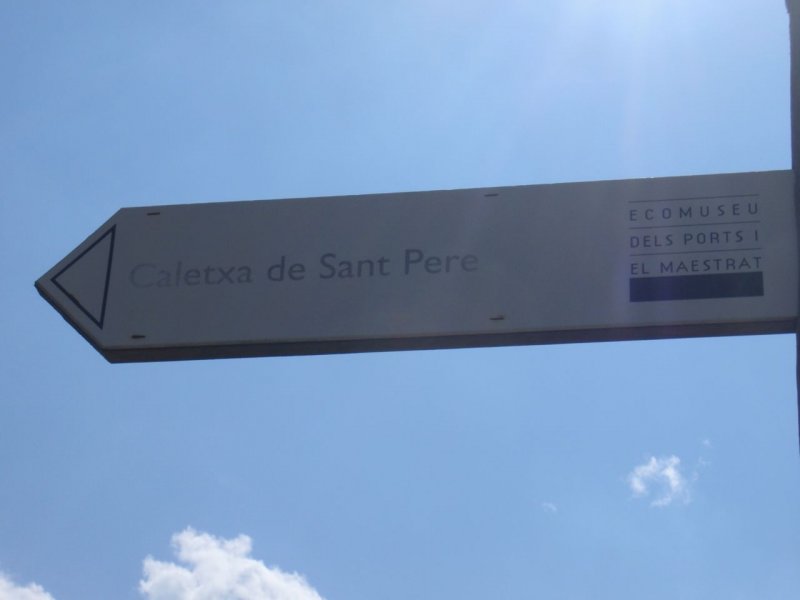 Caletxa de Sant Pere
ECOMUSEU
DELS PORTS I
EL MAESTRAT